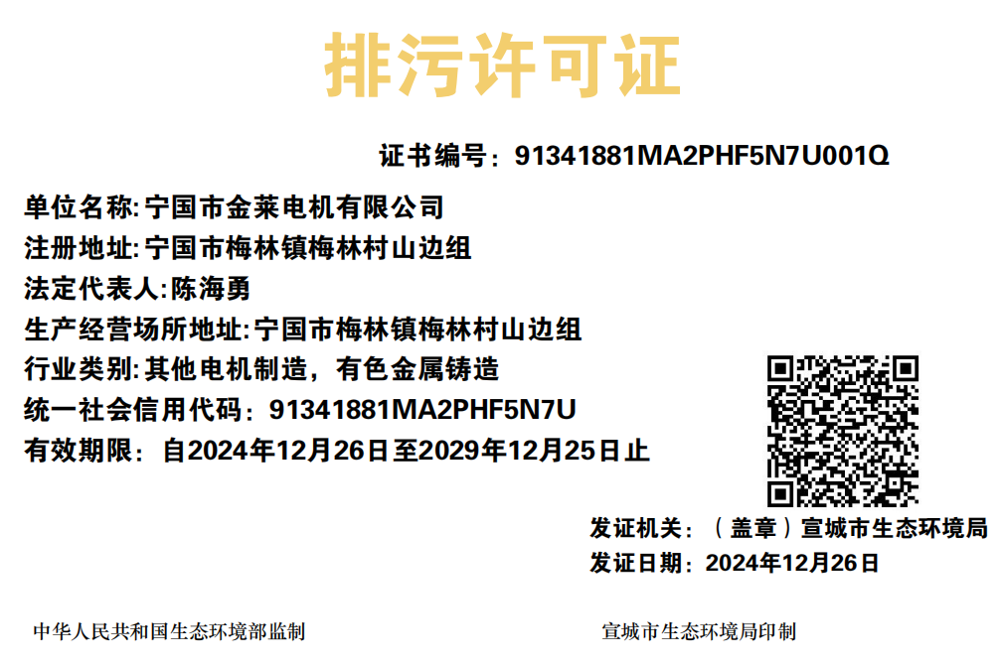 排污许可证
证书编号：91341881MA2PHF5N7U001Q
单位名称:宁国市金莱电机有限公司
注册地址:宁国市梅林镇梅林村山边组
法定代表人:陈海勇
生产经营场所地址:宁国市梅林镇梅林村山边组
行业类别:其他电机制造，有色金属铸造
统一社会信用代码：91341881MA2PHF5N7U
有效期限：自2024年12月26日至2029年12月25日止
发证机关：（盖章）宣城市生态环境局
发证日期：2024年12月26日
中华人民共和国生态环境部监制
宣城市生态环境局印制